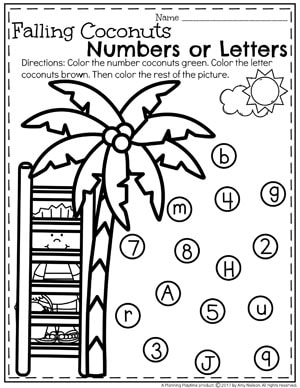 Name
Falling Coconuts
Numbers or Letters
Directions: Color the number coconuts green. Color the letter
coconuts brown. Then color the rest of the picture.
b
m 4 g
7 8 2
H
A
r 5 u
3 J 9
A Planning Playtime product ©2017 by Amy Nielson. All rights reserved.